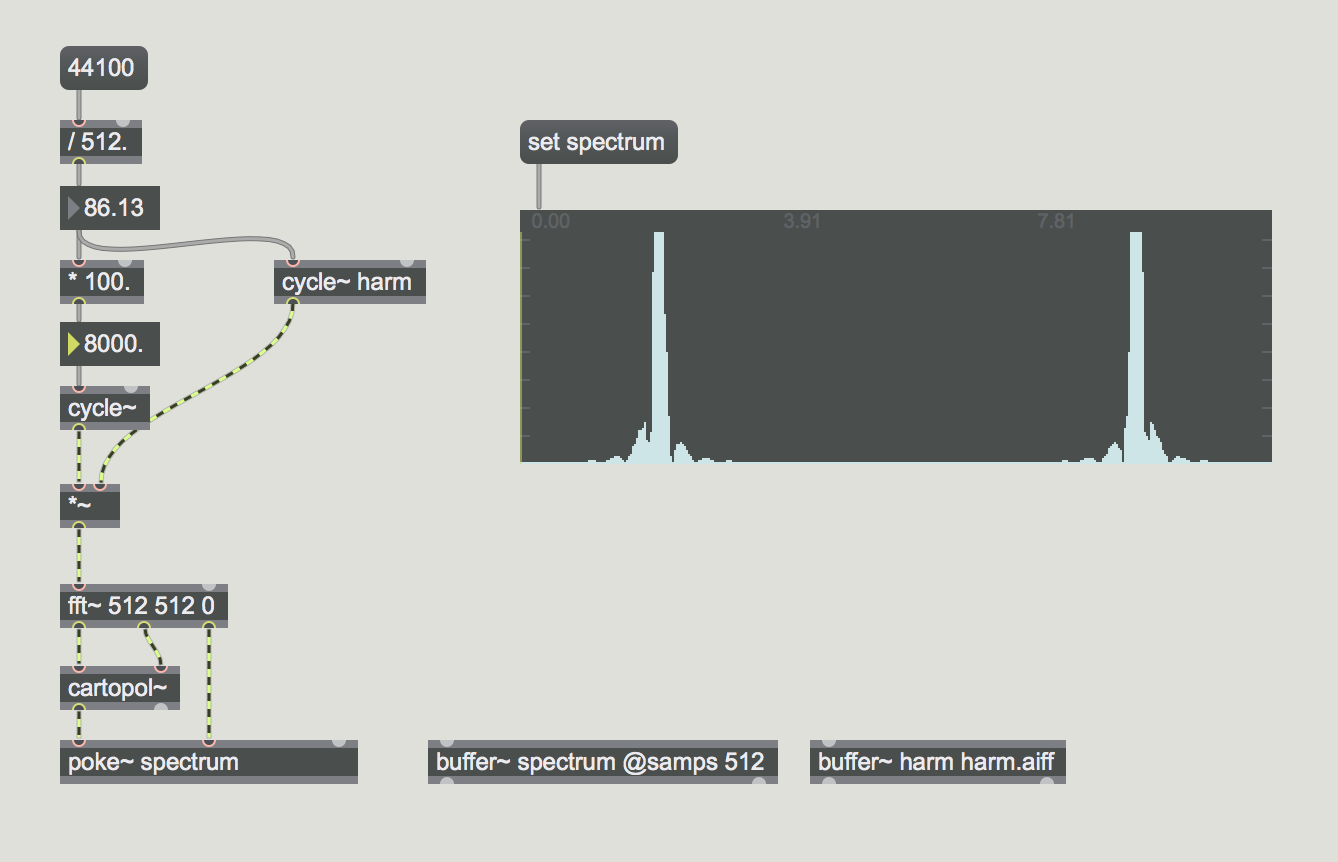 44100
/ 512.
86.13
* 100.
cycle~ harm
8000.
cycle~
*~
fft~ 512 512 0
cartopol~
poke~ spectrum
set spectrum
0.00 3.91 7.81
buffer~ spectrum @samps 512
buffer~ harm harm.aiff